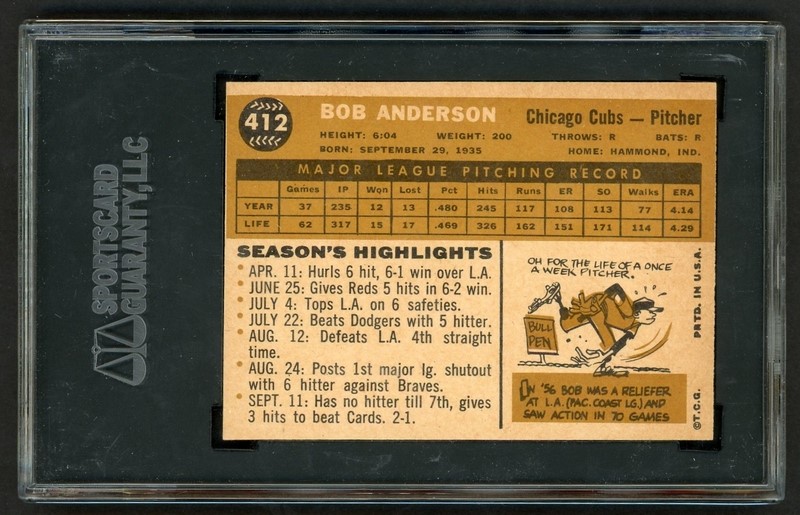 SPORTSCARD
GUARANTY, LLC
412
BOB ANDERSON
Chicago Cubs — Pitcher
HEIGHT: 6:04 WEIGHT: 200 THROWS: R BATS: R
BORN: SEPTEMBER 29, 1935 HOME: HAMMOND, IND.
MAJOR LEAGUE PITCHING RECORD
Games IP Won Lost Pct Hits Runs ER SO Walks ERA
YEAR 37 235 12 13 .480 245 117 108 113 77 4.14
LIFE 62 317 15 17 .469 326 162 151 171 114 4.29
SEASON'S HIGHLIGHTS
• APR. 11: Hurls 6 hit, 6-1 win over L.A.
• JUNE 25: Gives Reds 5 hits in 6-2 win.
• JULY 4: Tops L.A. on 6 safeties.
• JULY 22: Beats Dodgers with 5 hitter.
• AUG. 12: Defeats L.A. 4th straight
time.
• AUG. 24: Posts 1st major lg. shutout
with 6 hitter against Braves.
• SEPT. 11: Has no hitter till 7th, gives
3 hits to beat Cards. 2-1.
OH FOR THE LIFE OF A ONCE
A WEEK PITCHER.
BULL
PEN
IN '56 BOB WAS A RELIEFER
AT L.A. (PAC. COAST LG.) AND
SAW ACTION IN 70 GAMES
©T.C.G. PRTD. IN U.S.A.